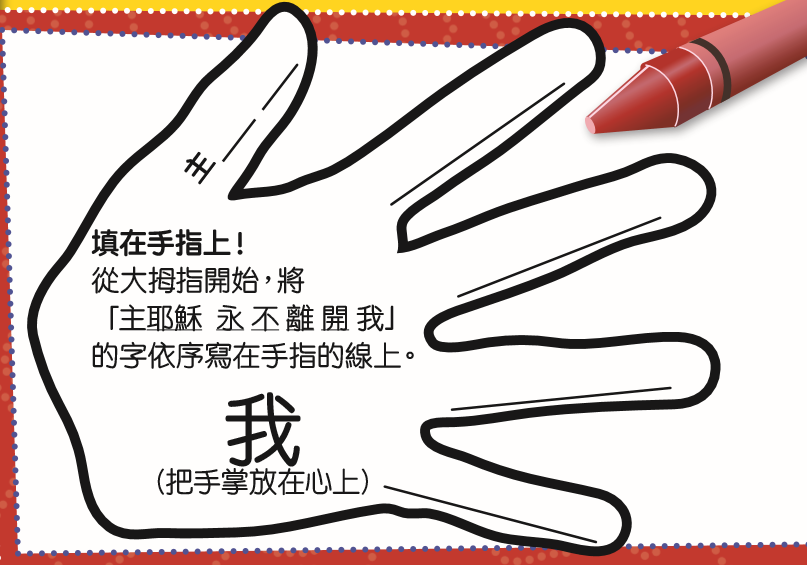 主
填在手指上！
從大拇指開始，將
「主耶穌 永 不 離 開 我」
的字依序寫在手指的線上。
我
（把手掌放在心上）